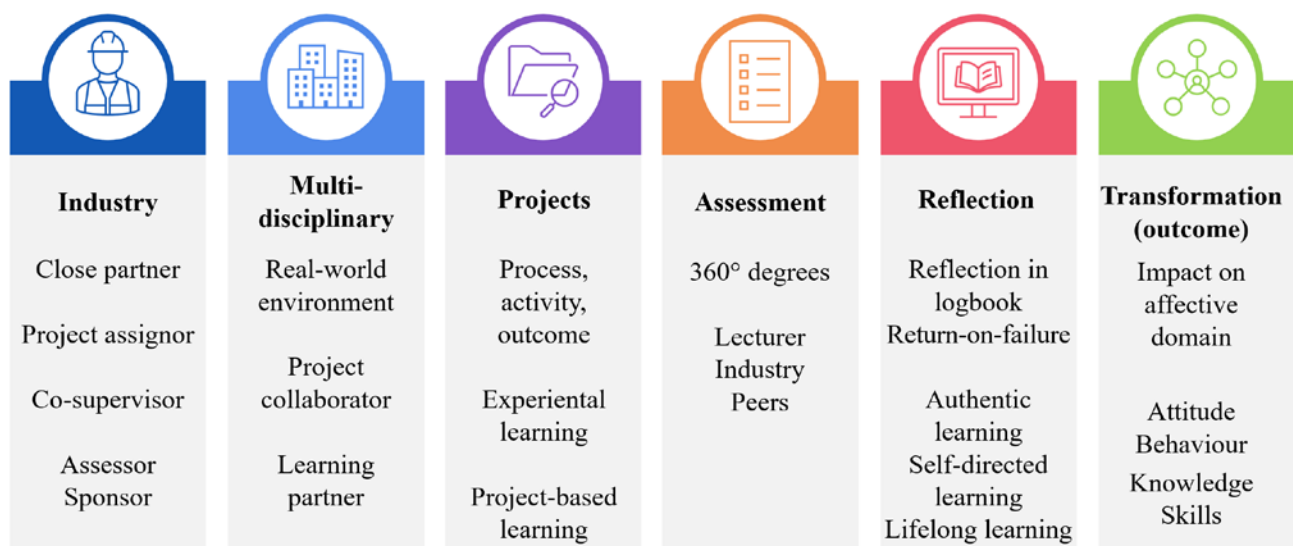 Industry
Close partner
Project assignor
Co-supervisor
Assessor
Sponsor
Multi-
disciplinary
Real-world
environment
Project
collaborator
Learning
partner
Projects
Process,
activity,
outcome
Experiential
learning
Project-based
learning
Assessment
360° degrees
Lecturer
Industry
Peers
Reflection
Reflection in
logbook
Return-on-failure
Authentic
learning
Self-directed
learning
Lifelong learning
Transformation
(outcome)
Impact on
affective
domain
Attitude
Behaviour
Knowledge
Skills